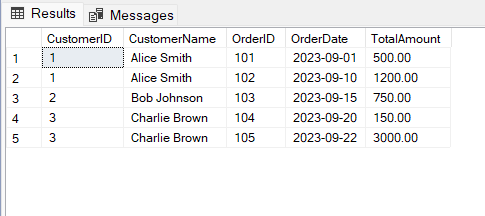 Results Messages
CustomerID CustomerName OrderID OrderDate TotalAmount
1 1 Alice Smith 101 2023-09-01 500.00
2 1 Alice Smith 102 2023-09-10 1200.00
3 2 Bob Johnson 103 2023-09-15 750.00
4 3 Charlie Brown 104 2023-09-20 150.00
5 3 Charlie Brown 105 2023-09-22 3000.00